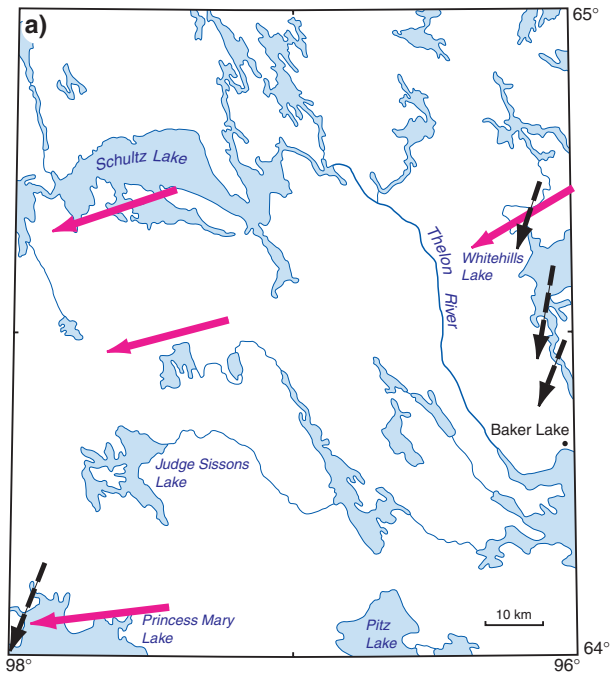 a)
65°
Schultz Lake
Thelon
River
Whitehills
Lake
Baker Lake
Judge Sissons
Lake
Princess Mary
Lake
Pitz
Lake
10 km
64°
98°
96°